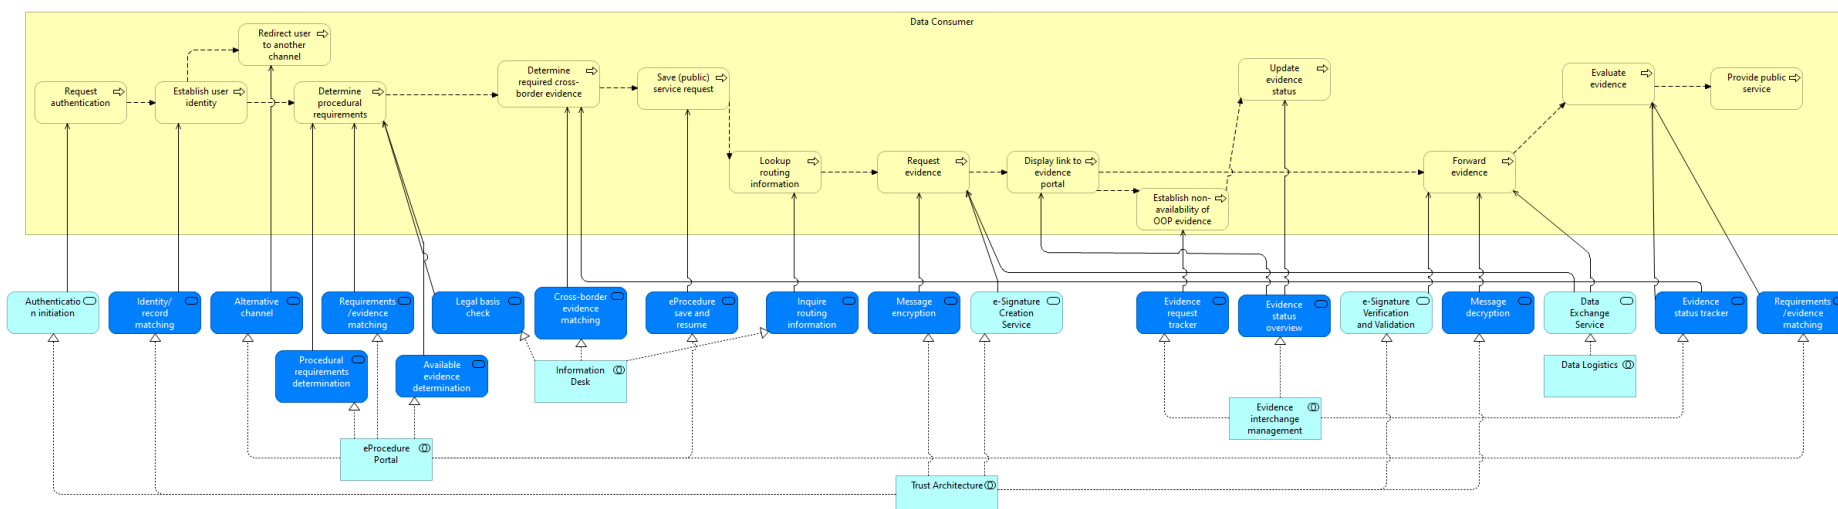 Data Consumer
Redirect user
to another
channel
Request
authentication
Establish user
identity
Determine
procedural
requirements
Determine
required cross-
border evidence
Save (public)
service request
Update
evidence
status
Evaluate
evidence
Provide public
service
Lookup
routing
information
Request
evidence
Display link to
evidence
portal
Establish non-
availability of
OOP evidence
Forward
evidence
Authenticatio
n initiation
Identity/
record
matching
Alternative
channel
Requirements
/evidence
matching
Legal basis
check
Cross-border
evidence
matching
eProcedure
save and
resume
Inquire
routing
information
Message
encryption
e-Signature
Creation
Service
Evidence
request
tracker
Evidence
status
overview
e-Signature
Verification
and Validation
Message
decryption
Data
Exchange
Service
Evidence
status tracker
Requirements
/evidence
matching
Procedural
requirements
determination
Available
evidence
determination
Information
Desk
Data Logistics
Evidence
interchange
management
eProcedure
Portal
Trust Architecture